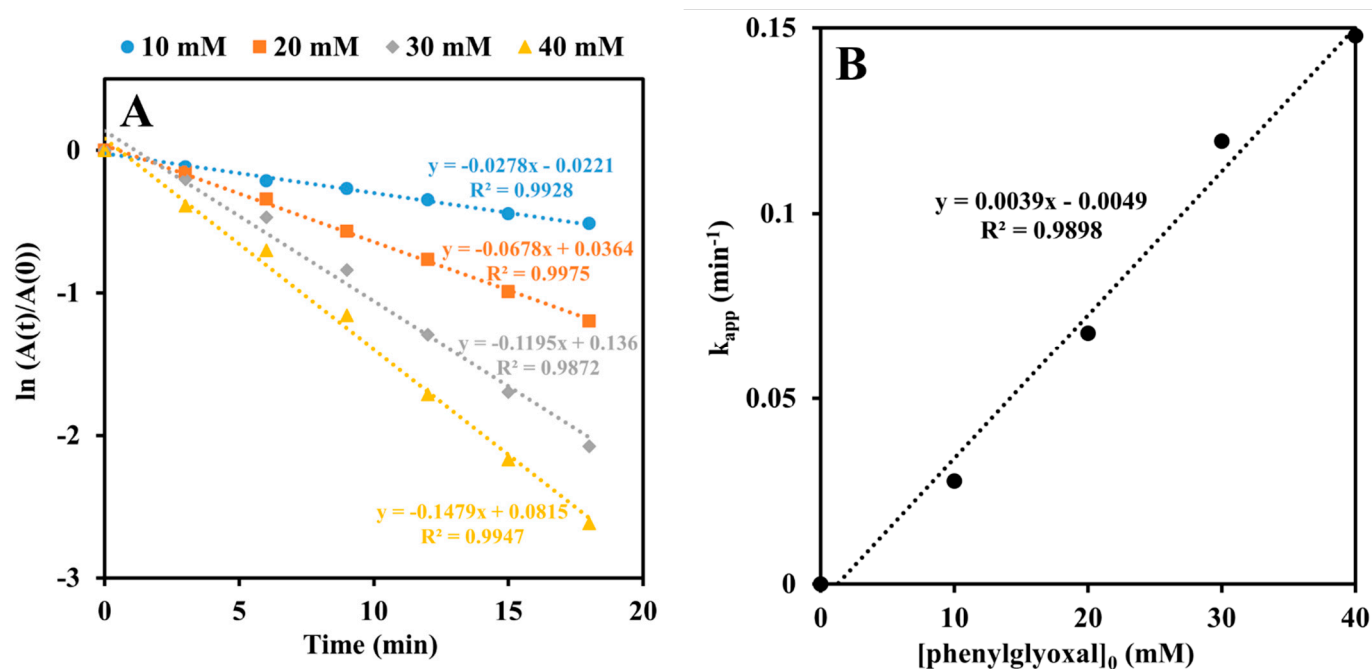 10 mM 20 mM 30 mM 40 mM
A
0
-1
-2
-3
ln (A(t)/A(0))
y = -0.0278x - 0.0221
R² = 0.9928
y = -0.0678x + 0.0364
R² = 0.9975
y = -0.1195x + 0.136
R² = 0.9872
y = -0.1479x + 0.0815
R² = 0.9947
0 5 10 15 20
Time (min)
B
0.15
0.1
0.05
0
k_app (min⁻¹)
y = 0.0039x - 0.0049
R² = 0.9898
0 10 20 30 40
[phenylglyoxal]₀ (mM)